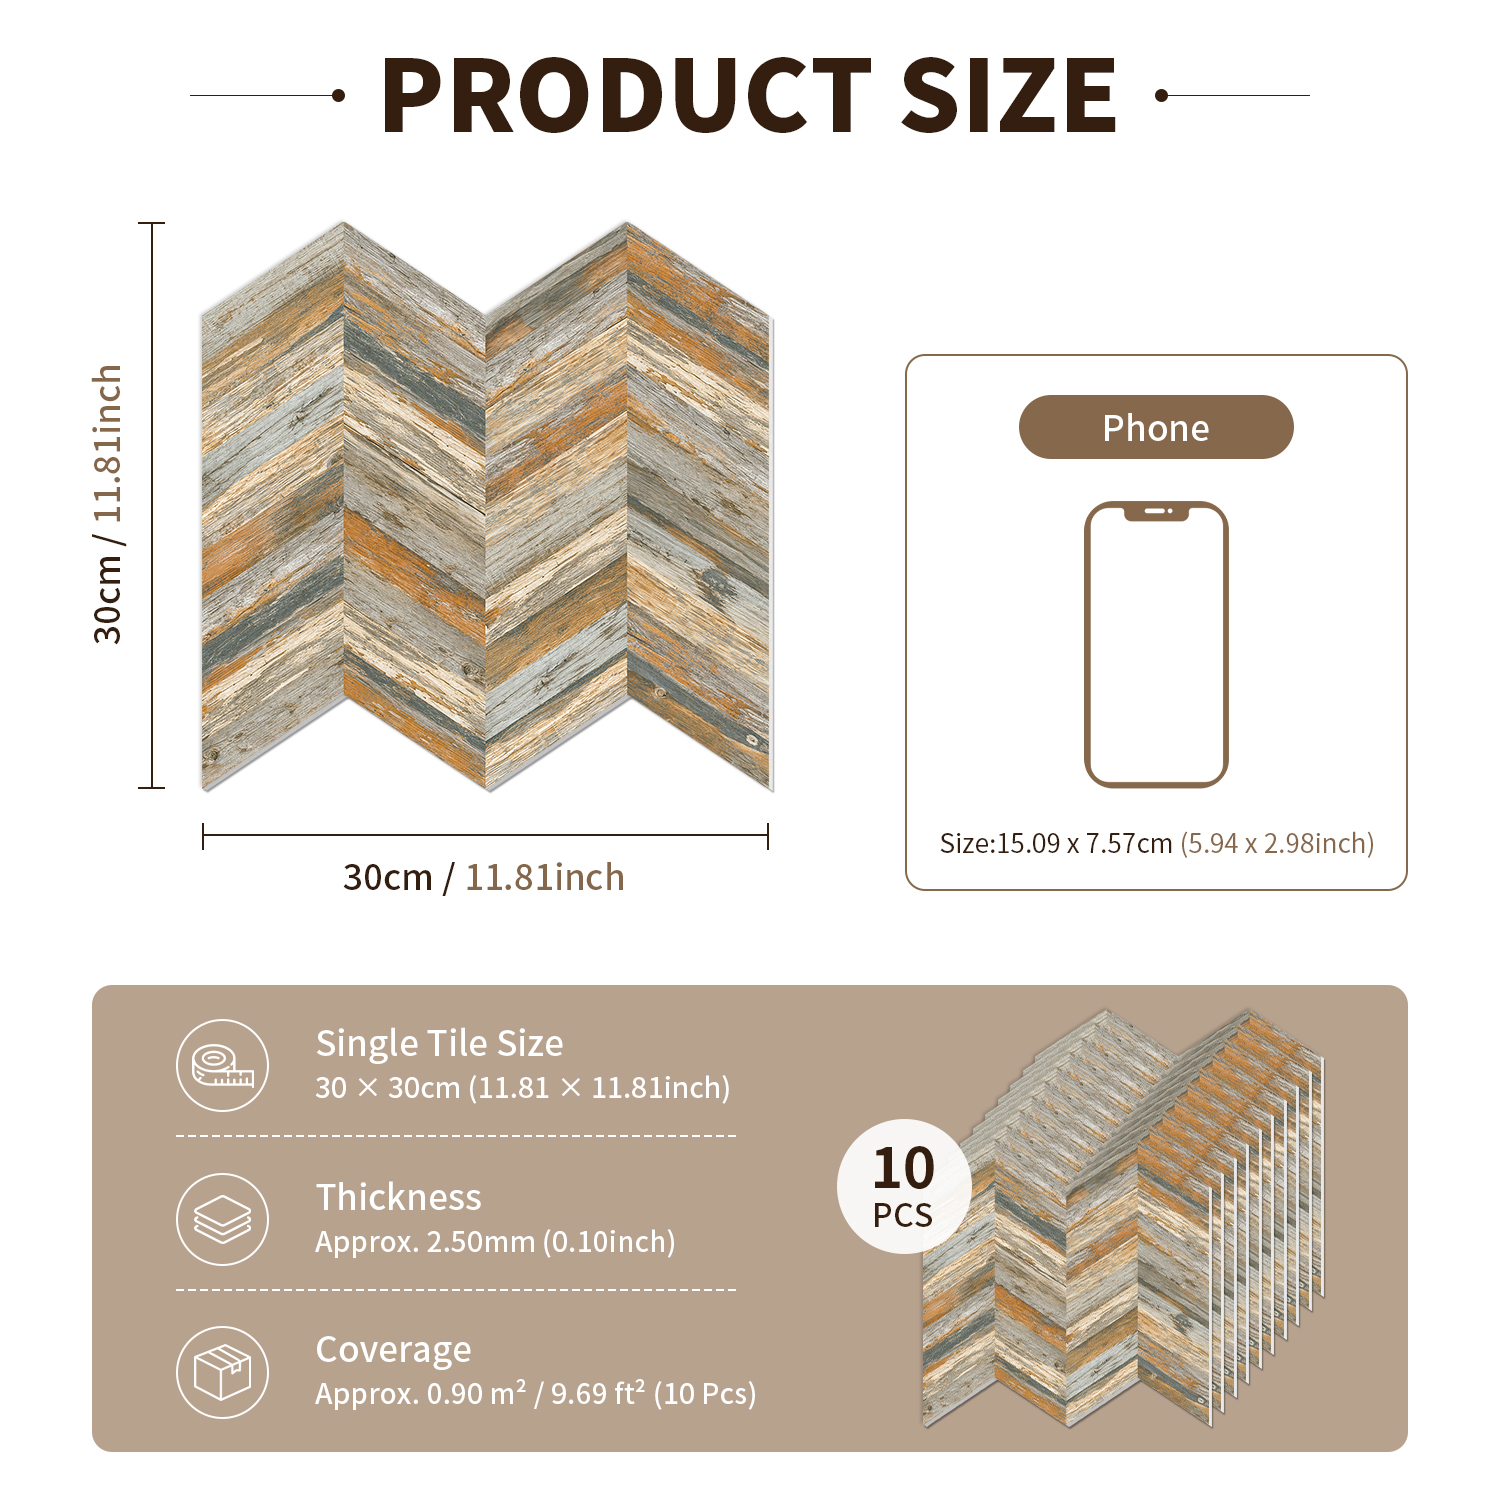 PRODUCT SIZE
30cm / 11.81inch
30cm / 11.81inch
Phone
Size:15.09 x 7.57cm (5.94 x 2.98inch)
Single Tile Size
30 × 30cm (11.81 × 11.81inch)
Thickness
Approx. 2.50mm (0.10inch)
Coverage
Approx. 0.90 m² / 9.69 ft² (10 Pcs)
10
PCS